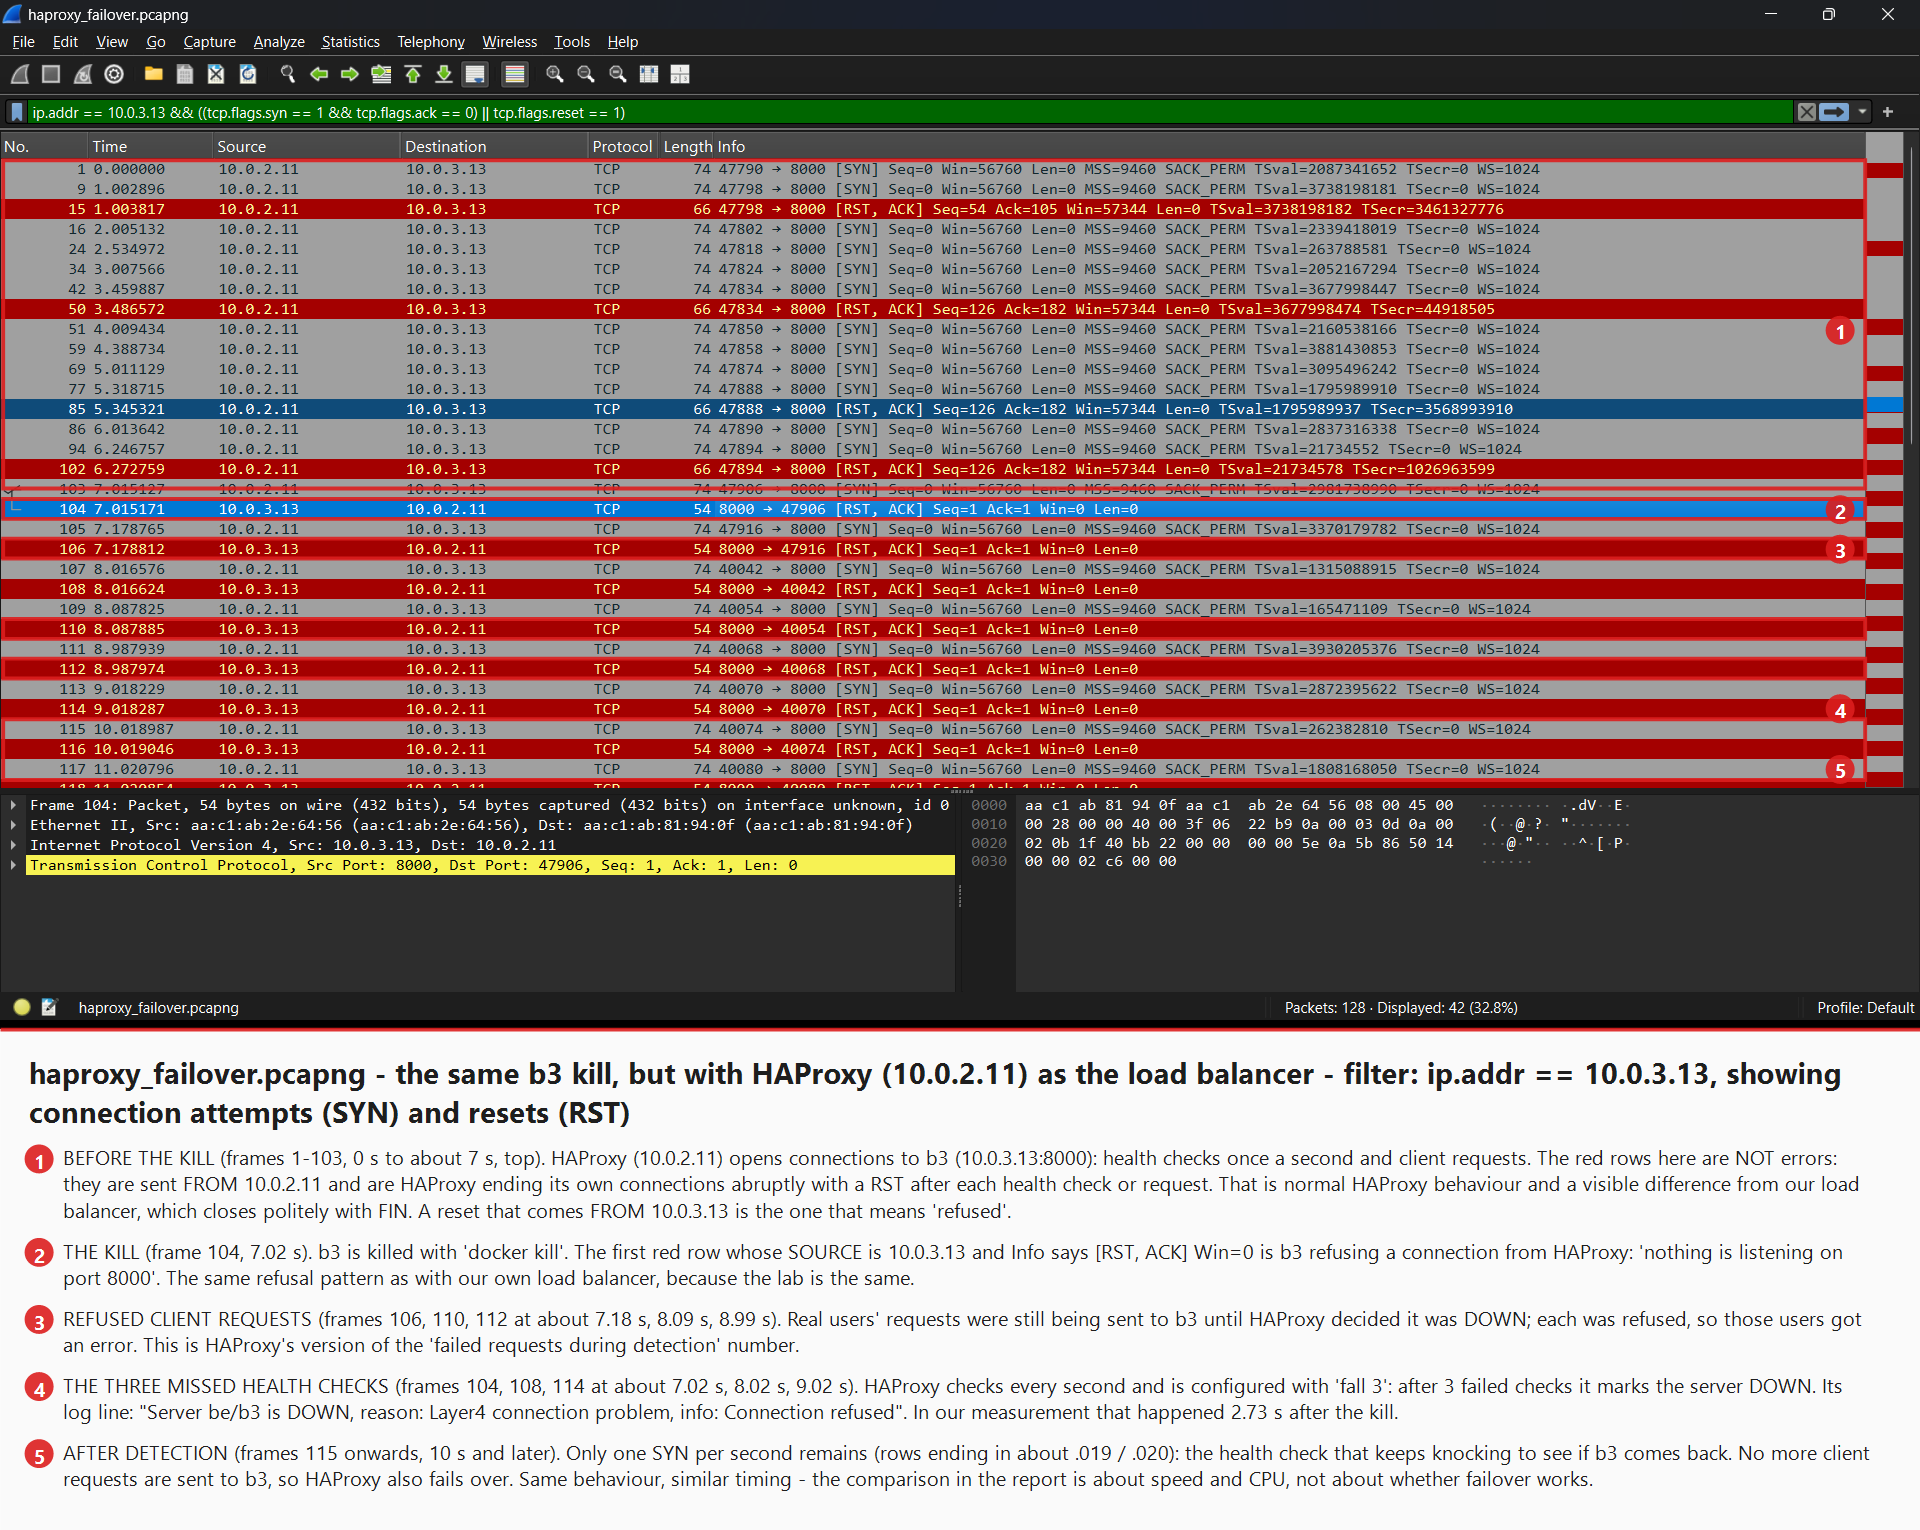 haproxy_failover.pcapng
File Edit View Go Capture Analyze Statistics Telephony Wireless Tools Help
ip.addr == 10.0.3.13 && ((tcp.flags.syn == 1 && tcp.flags.ack == 0) || tcp.flags.reset == 1)
No. Time Source Destination Protocol Length Info
1 0.000000 10.0.2.11 10.0.3.13 TCP 74 47790 → 8000 [SYN] Seq=0 Win=56760 Len=0 MSS=9460 SACK_PERM TSval=2087341652 TSecr=0 WS=1024
9 1.002896 10.0.2.11 10.0.3.13 TCP 74 47798 → 8000 [SYN] Seq=0 Win=56760 Len=0 MSS=9460 SACK_PERM TSval=3738198181 TSecr=0 WS=1024
15 1.003817 10.0.2.11 10.0.3.13 TCP 66 47798 → 8000 [RST, ACK] Seq=54 Ack=105 Win=57344 Len=0 TSval=3738198182 TSecr=3461327776
16 2.005132 10.0.2.11 10.0.3.13 TCP 74 47802 → 8000 [SYN] Seq=0 Win=56760 Len=0 MSS=9460 SACK_PERM TSval=2339418019 TSecr=0 WS=1024
24 2.534972 10.0.2.11 10.0.3.13 TCP 74 47818 → 8000 [SYN] Seq=0 Win=56760 Len=0 MSS=9460 SACK_PERM TSval=263788581 TSecr=0 WS=1024
34 3.007566 10.0.2.11 10.0.3.13 TCP 74 47824 → 8000 [SYN] Seq=0 Win=56760 Len=0 MSS=9460 SACK_PERM TSval=2052167294 TSecr=0 WS=1024
42 3.459887 10.0.2.11 10.0.3.13 TCP 74 47834 → 8000 [SYN] Seq=0 Win=56760 Len=0 MSS=9460 SACK_PERM TSval=3677998447 TSecr=0 WS=1024
50 3.486572 10.0.2.11 10.0.3.13 TCP 66 47834 → 8000 [RST, ACK] Seq=126 Ack=182 Win=57344 Len=0 TSval=3677998474 TSecr=44918505
51 4.009434 10.0.2.11 10.0.3.13 TCP 74 47850 → 8000 [SYN] Seq=0 Win=56760 Len=0 MSS=9460 SACK_PERM TSval=2160538166 TSecr=0 WS=1024
1
59 4.388734 10.0.2.11 10.0.3.13 TCP 74 47858 → 8000 [SYN] Seq=0 Win=56760 Len=0 MSS=9460 SACK_PERM TSval=3881430853 TSecr=0 WS=1024
69 5.011129 10.0.2.11 10.0.3.13 TCP 74 47874 → 8000 [SYN] Seq=0 Win=56760 Len=0 MSS=9460 SACK_PERM TSval=3095496242 TSecr=0 WS=1024
77 5.318715 10.0.2.11 10.0.3.13 TCP 74 47888 → 8000 [SYN] Seq=0 Win=56760 Len=0 MSS=9460 SACK_PERM TSval=1795989910 TSecr=0 WS=1024
85 5.345321 10.0.2.11 10.0.3.13 TCP 66 47888 → 8000 [RST, ACK] Seq=126 Ack=182 Win=57344 Len=0 TSval=1795989937 TSecr=3568993910
86 6.013642 10.0.2.11 10.0.3.13 TCP 74 47890 → 8000 [SYN] Seq=0 Win=56760 Len=0 MSS=9460 SACK_PERM TSval=2837316338 TSecr=0 WS=1024
94 6.246757 10.0.2.11 10.0.3.13 TCP 74 47894 → 8000 [SYN] Seq=0 Win=56760 Len=0 MSS=9460 SACK_PERM TSval=21734552 TSecr=0 WS=1024
102 6.272759 10.0.2.11 10.0.3.13 TCP 66 47894 → 8000 [RST, ACK] Seq=126 Ack=182 Win=57344 Len=0 TSval=21734578 TSecr=1026963599
103 7.015127 10.0.2.11 10.0.3.13 TCP 74 47906 → 8000 [SYN] Seq=0 Win=56760 Len=0 MSS=9460 SACK_PERM TSval=2981738990 TSecr=0 WS=1024
104 7.015171 10.0.3.13 10.0.2.11 TCP 54 8000 → 47906 [RST, ACK] Seq=1 Ack=1 Win=0 Len=0
2
105 7.178765 10.0.2.11 10.0.3.13 TCP 74 47916 → 8000 [SYN] Seq=0 Win=56760 Len=0 MSS=9460 SACK_PERM TSval=3370179782 TSecr=0 WS=1024
106 7.178812 10.0.3.13 10.0.2.11 TCP 54 8000 → 47916 [RST, ACK] Seq=1 Ack=1 Win=0 Len=0
3
107 8.016576 10.0.2.11 10.0.3.13 TCP 74 40042 → 8000 [SYN] Seq=0 Win=56760 Len=0 MSS=9460 SACK_PERM TSval=1315088915 TSecr=0 WS=1024
108 8.016624 10.0.3.13 10.0.2.11 TCP 54 8000 → 40042 [RST, ACK] Seq=1 Ack=1 Win=0 Len=0
109 8.087825 10.0.2.11 10.0.3.13 TCP 74 40054 → 8000 [SYN] Seq=0 Win=56760 Len=0 MSS=9460 SACK_PERM TSval=165471109 TSecr=0 WS=1024
110 8.087885 10.0.3.13 10.0.2.11 TCP 54 8000 → 40054 [RST, ACK] Seq=1 Ack=1 Win=0 Len=0
111 8.987939 10.0.2.11 10.0.3.13 TCP 74 40068 → 8000 [SYN] Seq=0 Win=56760 Len=0 MSS=9460 SACK_PERM TSval=3930205376 TSecr=0 WS=1024
112 8.987974 10.0.3.13 10.0.2.11 TCP 54 8000 → 40068 [RST, ACK] Seq=1 Ack=1 Win=0 Len=0
113 9.018229 10.0.2.11 10.0.3.13 TCP 74 40070 → 8000 [SYN] Seq=0 Win=56760 Len=0 MSS=9460 SACK_PERM TSval=2872395622 TSecr=0 WS=1024
114 9.018287 10.0.3.13 10.0.2.11 TCP 54 8000 → 40070 [RST, ACK] Seq=1 Ack=1 Win=0 Len=0
4
115 10.018987 10.0.2.11 10.0.3.13 TCP 74 40074 → 8000 [SYN] Seq=0 Win=56760 Len=0 MSS=9460 SACK_PERM TSval=262382810 TSecr=0 WS=1024
116 10.019046 10.0.3.13 10.0.2.11 TCP 54 8000 → 40074 [RST, ACK] Seq=1 Ack=1 Win=0 Len=0
117 11.020796 10.0.2.11 10.0.3.13 TCP 74 40080 → 8000 [SYN] Seq=0 Win=56760 Len=0 MSS=9460 SACK_PERM TSval=1808168050 TSecr=0 WS=1024
5
Frame 104: Packet, 54 bytes on wire (432 bits), 54 bytes captured (432 bits) on interface unknown, id 0
Ethernet II, Src: aa:c1:ab:2e:64:56 (aa:c1:ab:2e:64:56), Dst: aa:c1:ab:81:94:0f (aa:c1:ab:81:94:0f)
Internet Protocol Version 4, Src: 10.0.3.13, Dst: 10.0.2.11
Transmission Control Protocol, Src Port: 8000, Dst Port: 47906, Seq: 1, Ack: 1, Len: 0
0000 aa c1 ab 81 94 0f aa c1 ab 2e 64 56 08 00 45 00 ········ ·.dV··E·
0010 00 28 00 00 40 00 3f 06 22 b9 0a 00 03 0d 0a 00 ·(··@·?· "·······
0020 02 0b 1f 40 bb 22 00 00 00 00 5e 0a 5b 86 50 14 ···@·"·· ··^·[·P·
0030 00 00 02 c6 00 00 ······
haproxy_failover.pcapng
Packets: 128 · Displayed: 42 (32.8%)
Profile: Default
haproxy_failover.pcapng - the same b3 kill, but with HAProxy (10.0.2.11) as the load balancer - filter: ip.addr == 10.0.3.13, showing
connection attempts (SYN) and resets (RST)
1 BEFORE THE KILL (frames 1-103, 0 s to about 7 s, top). HAProxy (10.0.2.11) opens connections to b3 (10.0.3.13:8000): health checks once a second and client requests. The red rows here are NOT errors:
they are sent FROM 10.0.2.11 and are HAProxy ending its own connections abruptly with a RST after each health check or request. That is normal HAProxy behaviour and a visible difference from our load
balancer, which closes politely with FIN. A reset that comes FROM 10.0.3.13 is the one that means 'refused'.
2 THE KILL (frame 104, 7.02 s). b3 is killed with 'docker kill'. The first red row whose SOURCE is 10.0.3.13 and Info says [RST, ACK] Win=0 is b3 refusing a connection from HAProxy: 'nothing is listening on
port 8000'. The same refusal pattern as with our own load balancer, because the lab is the same.
3 REFUSED CLIENT REQUESTS (frames 106, 110, 112 at about 7.18 s, 8.09 s, 8.99 s). Real users' requests were still being sent to b3 until HAProxy decided it was DOWN; each was refused, so those users got
an error. This is HAProxy's version of the 'failed requests during detection' number.
4 THE THREE MISSED HEALTH CHECKS (frames 104, 108, 114 at about 7.02 s, 8.02 s, 9.02 s). HAProxy checks every second and is configured with 'fall 3': after 3 failed checks it marks the server DOWN. Its
log line: "Server be/b3 is DOWN, reason: Layer4 connection problem, info: Connection refused". In our measurement that happened 2.73 s after the kill.
5 AFTER DETECTION (frames 115 onwards, 10 s and later). Only one SYN per second remains (rows ending in about .019 / .020): the health check that keeps knocking to see if b3 comes back. No more client
requests are sent to b3, so HAProxy also fails over. Same behaviour, similar timing - the comparison in the report is about speed and CPU, not about whether failover works.